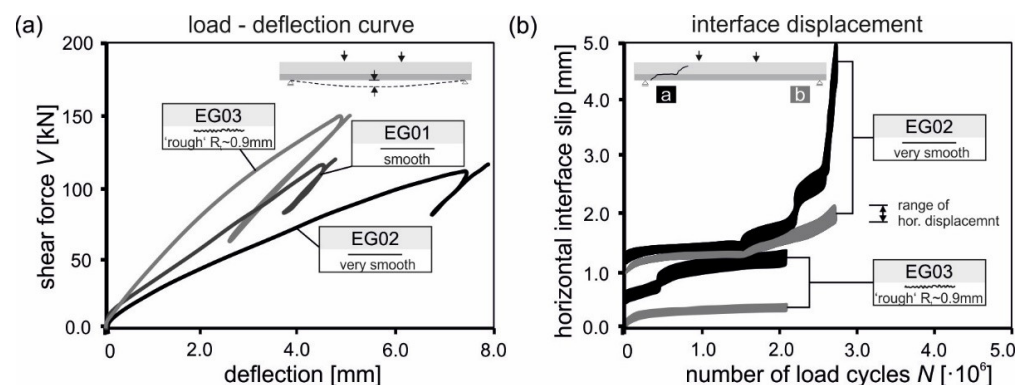 (a) load - deflection curve
shear force V [kN]
200
150
100
50
0.0
0
2.0
4.0
6.0
8.0
deflection [mm]
EG03
'rough' Rt~0.9mm
EG01
smooth
EG02
very smooth
(b) interface displacement
horizontal interface slip [mm]
5.0
4.0
3.0
2.0
1.0
0.0
0
1.0
2.0
3.0
4.0
5.0
6.0
number of load cycles N [·10⁶]
a
b
EG02
very smooth
range of
hor. displacemnt
EG03
'rough' Rt~0.9mm